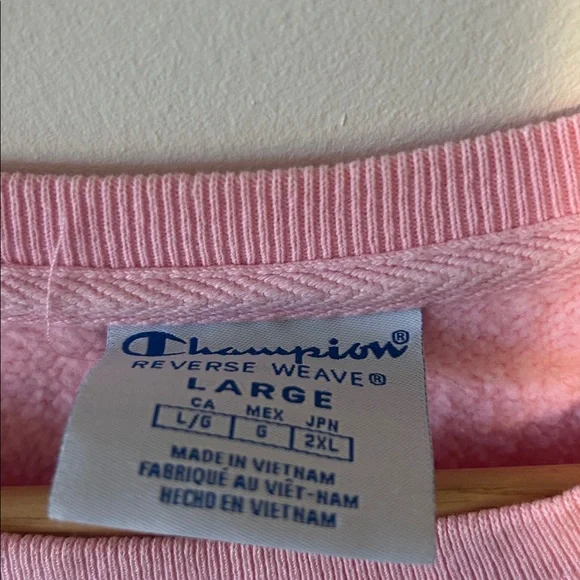 Champion®
REVERSE WEAVE®
LARGE
CA MEX JPN
L/G G 2XL
MADE IN VIETNAM
FABRIQUÉ AU VIÊT-NAM
HECHO EN VIETNAM